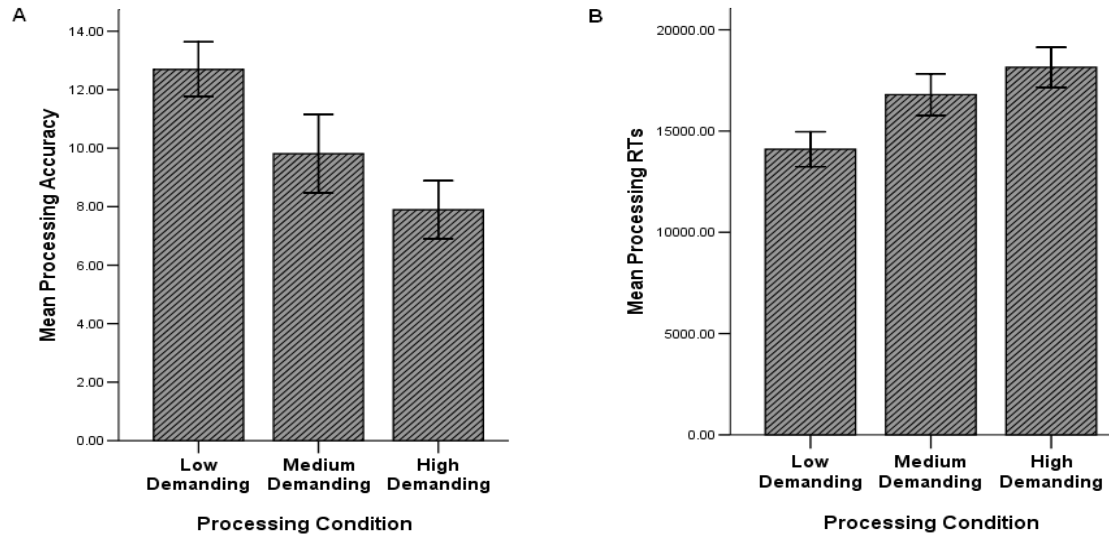 A
Mean Processing Accuracy
14.00
12.00
10.00
8.00
6.00
4.00
2.00
0.00
Low
Demanding
Medium
Demanding
High
Demanding
Processing Condition
B
Mean Processing RTs
20000.00
15000.00
10000.00
5000.00
0.00
Low
Demanding
Medium
Demanding
High
Demanding
Processing Condition